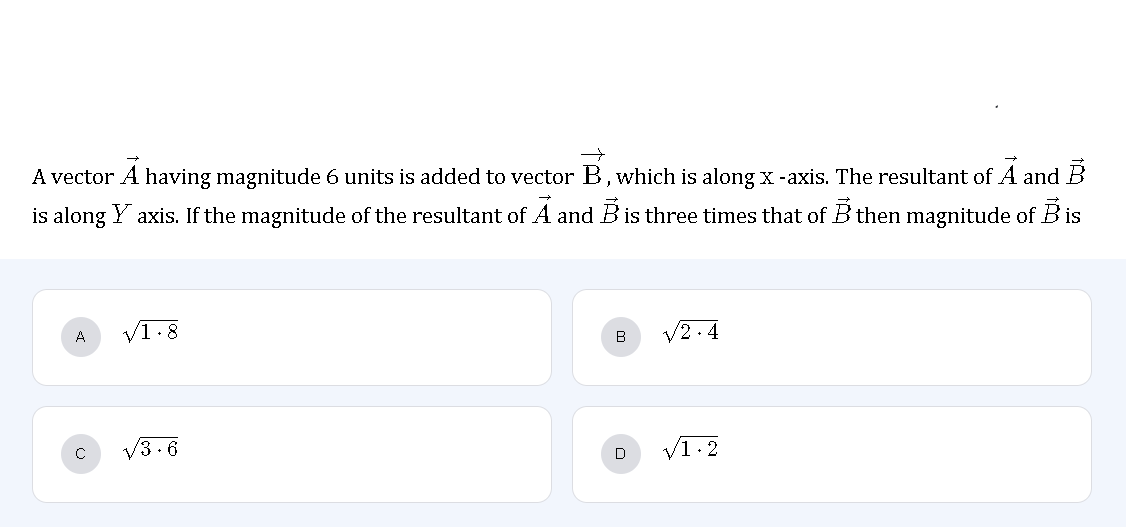 A vector $\vec{A}$ having magnitude 6 units is added to vector $\overrightarrow{\mathrm{B}}$, which is along x -axis. The resultant of $\vec{A}$ and $\vec{B}$
is along $Y$ axis. If the magnitude of the resultant of $\vec{A}$ and $\vec{B}$ is three times that of $\vec{B}$ then magnitude of $\vec{B}$ is
A $\sqrt{1 \cdot 8}$
B $\sqrt{2 \cdot 4}$
C $\sqrt{3 \cdot 6}$
D $\sqrt{1 \cdot 2}$